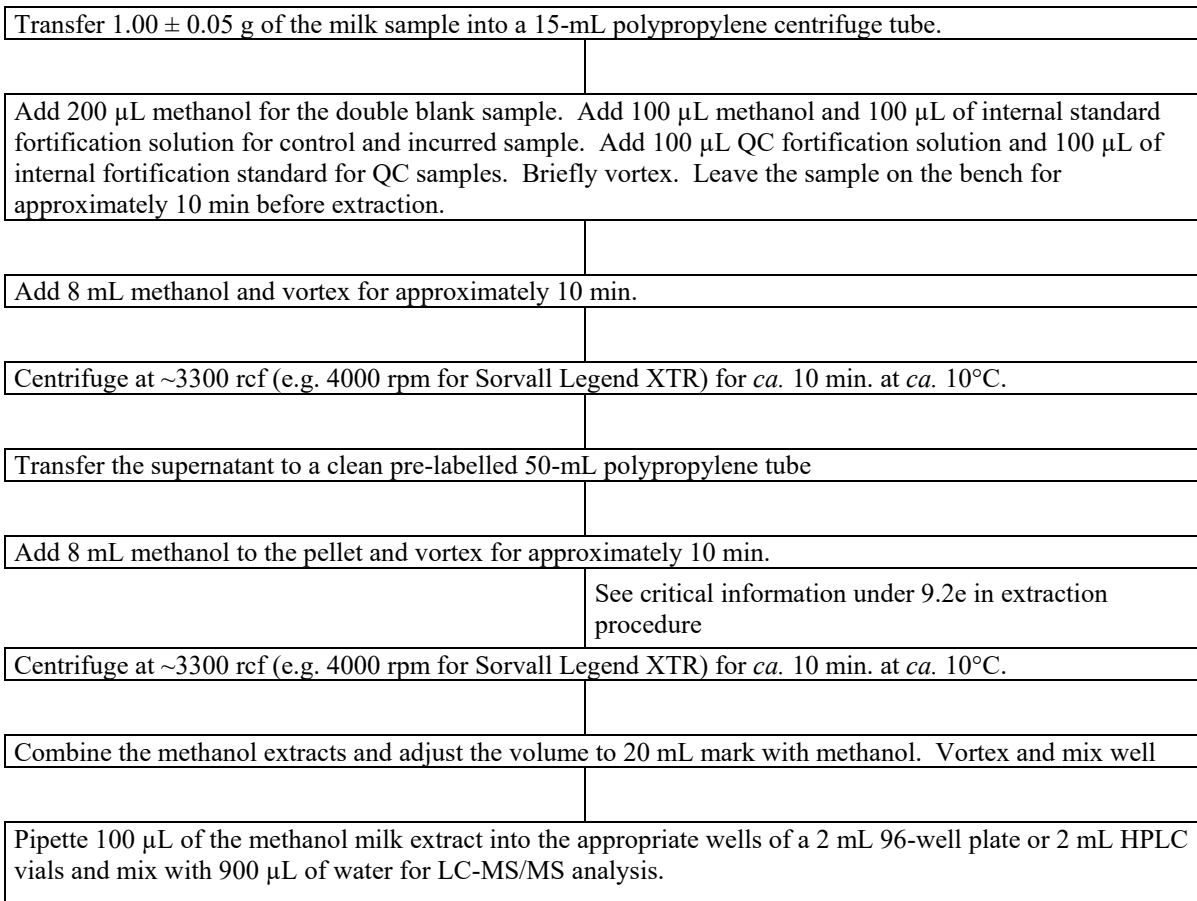 Transfer 1.00 ± 0.05 g of the milk sample into a 15-mL polypropylene centrifuge tube.
Add 200 µL methanol for the double blank sample.  Add 100 µL methanol and 100 µL of internal standard
fortification solution for control and incurred sample.  Add 100 µL QC fortification solution and 100 µL of
internal fortification standard for QC samples.  Briefly vortex.  Leave the sample on the bench for
approximately 10 min before extraction.
Add 8 mL methanol and vortex for approximately 10 min.
Centrifuge at ~3300 rcf (e.g. 4000 rpm for Sorvall Legend XTR) for ca. 10 min. at ca. 10°C.
Transfer the supernatant to a clean pre-labelled 50-mL polypropylene tube
Add 8 mL methanol to the pellet and vortex for approximately 10 min.
See critical information under 9.2e in extraction
procedure
Centrifuge at ~3300 rcf (e.g. 4000 rpm for Sorvall Legend XTR) for ca. 10 min. at ca. 10°C.
Combine the methanol extracts and adjust the volume to 20 mL mark with methanol.  Vortex and mix well
Pipette 100 µL of the methanol milk extract into the appropriate wells of a 2 mL 96-well plate or 2 mL HPLC
vials and mix with 900 µL of water for LC-MS/MS analysis.